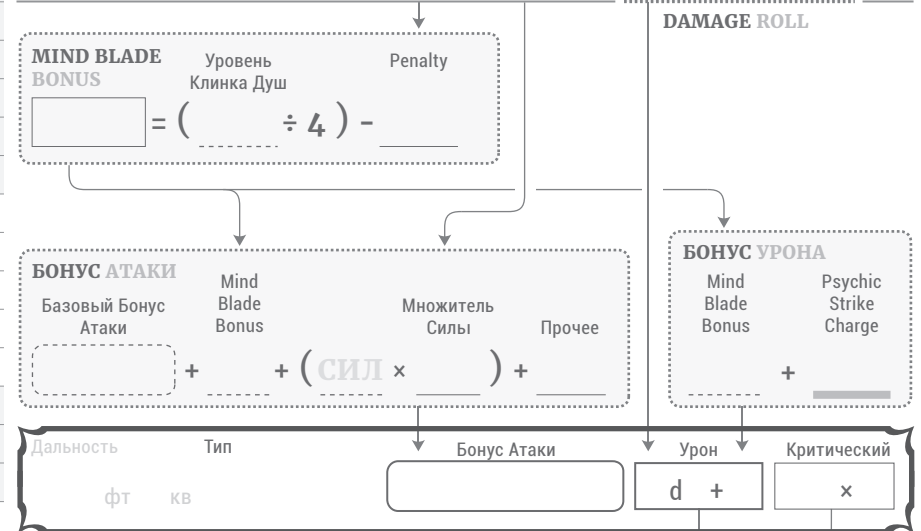 DAMAGE ROLL
MIND BLADE
BONUS
Уровень
Клинка Душ
Penalty
= ( ÷ 4 ) –
БОНУС АТАКИ
Базовый Бонус
Атаки
Mind
Blade
Bonus
Множитель
Силы
Прочее
+ + ( СИЛ × ) +
БОНУС УРОНА
Mind
Blade
Bonus
Psychic
Strike
Charge
+
Дальность
Тип
Бонус Атаки
Урон
Критический
фт кв
d +
×